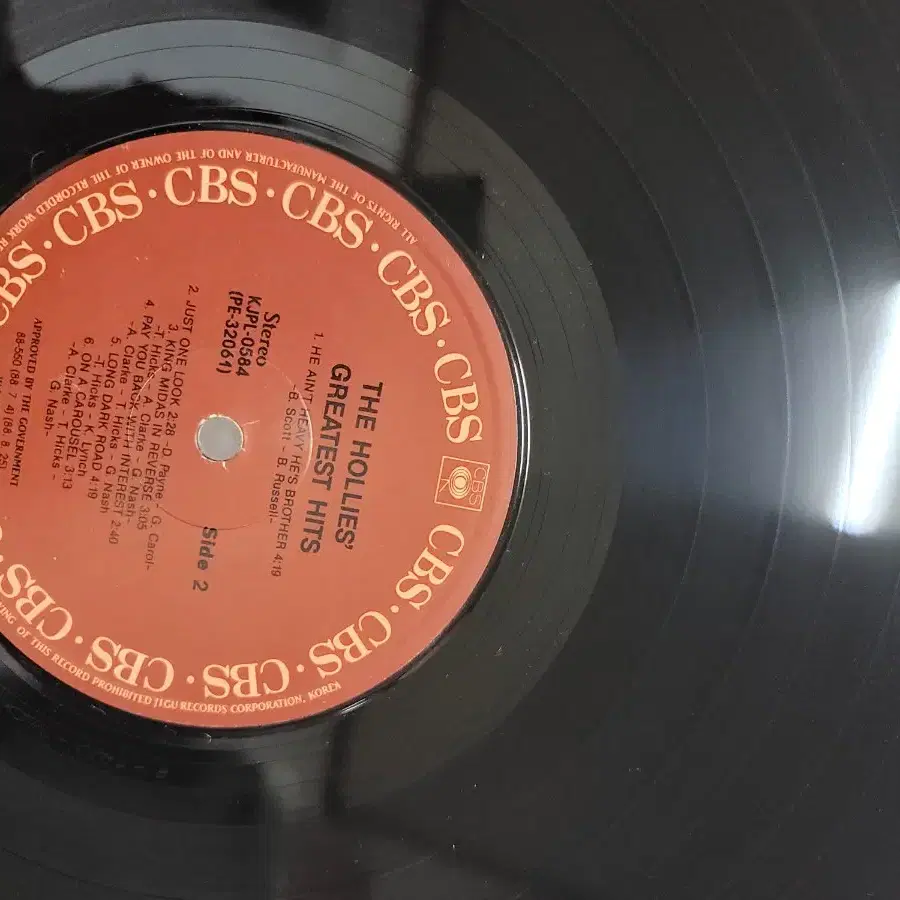 THE HOLLIES'
GREATEST HITS
Stereo
KJPL-0584
(PE-32061)
Side 2
1. HE AIN'T HEAVY HE'S BROTHER 4:19
-B. Scott - B. Russell-
2. JUST ONE LOOK 2:28 -D. Payne - G. Carol-
3. KING MIDAS IN REVERSE 3:05
-T. Hicks - A. Clarke - G. Nash-
4. PAY YOU BACK WITH INTEREST 2:40
-A. Clarke - T. Hicks - G. Nash
5. LONG DARK ROAD 4:19
-T. Hicks - K. Lynch
6. ON A CAROUSEL 3:13
-A. Clarke - T. Hicks -
G. Nash-
APPROVED BY THE GOVERNMENT
88-550 (88. 7. 4) (88. 8. 25)
CBS · CBS · CBS · CBS · CBS · CBS
CBS
CBS · CBS · CBS · CBS · CBS
ALL RIGHTS OF THE MANUFACTURER AND OF THE OWNER OF THE RECORDED WORK
OF THIS RECORD PROHIBITED JIGU RECORDS CORPORATION, KOREA